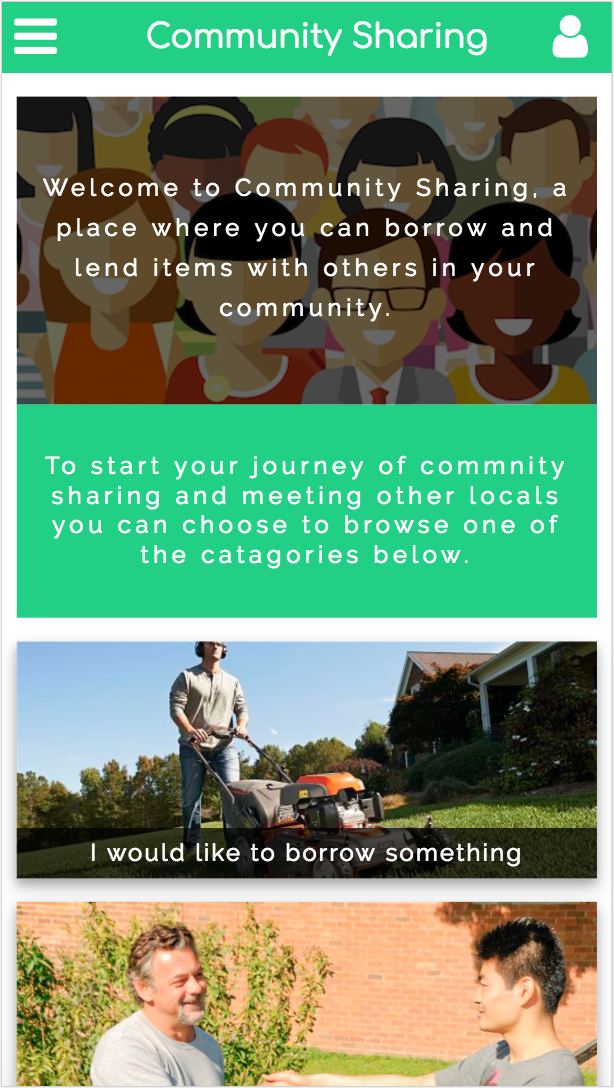 Community Sharing
Welcome to Community Sharing, a
place where you can borrow and
lend items with others in your
community.
To start your journey of commnity
sharing and meeting other locals
you can choose to browse one of
the catagories below.
I would like to borrow something